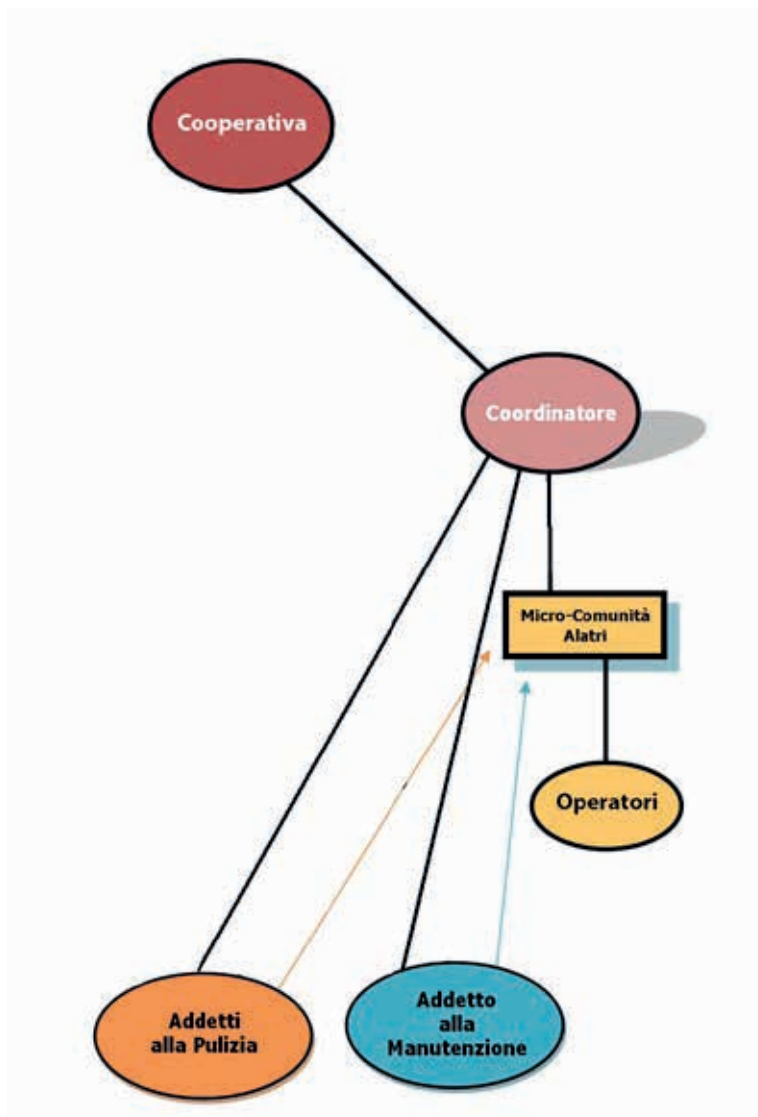 Cooperativa
Coordinatore
Micro-Comunità
Alatri
Operatori
Addetti
alla Pulizia
Addetto
alla
Manutenzione